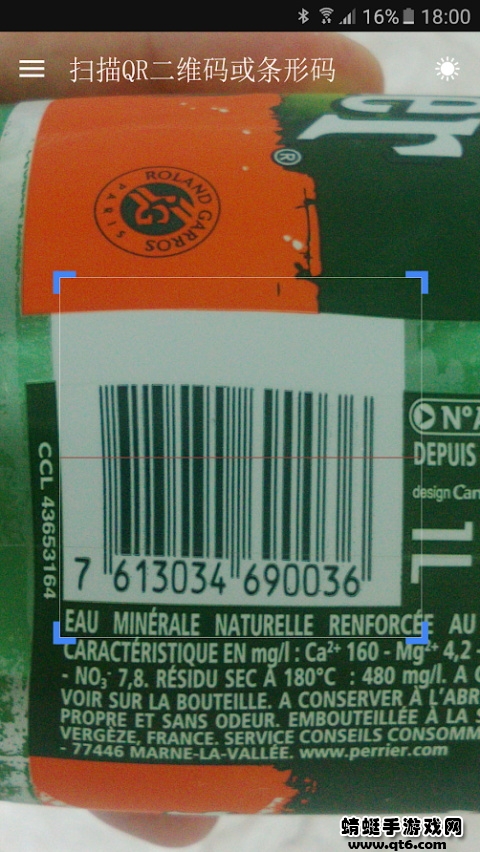 16% 18:00
扫描QR二维码或条形码
er
®
ROLAND GARROS
PARIS
N°
DEPUIS
design
1L
CCL 43653164
7 613034 690036
EAU MINÉRALE NATURELLE RENFORCÉE AU
CARACTÉRISTIQUE EN mg/l : Ca²⁺ 160 - Mg²⁺ 4,2 -
- NO₃⁻ 7,8. RÉSIDU SEC A 180°C : 480 mg/l. A
VOIR SUR LA BOUTEILLE. A CONSERVER À L'ABR
PROPRE ET SANS ODEUR. EMBOUTEILLÉE À LA S
VERGÈZE, FRANCE. SERVICE CONSEILS CONSOMM
- 77446 MARNE-LA-VALLÉE. www.perrier.com
蜻蜓手游戏网
www.qt6.com